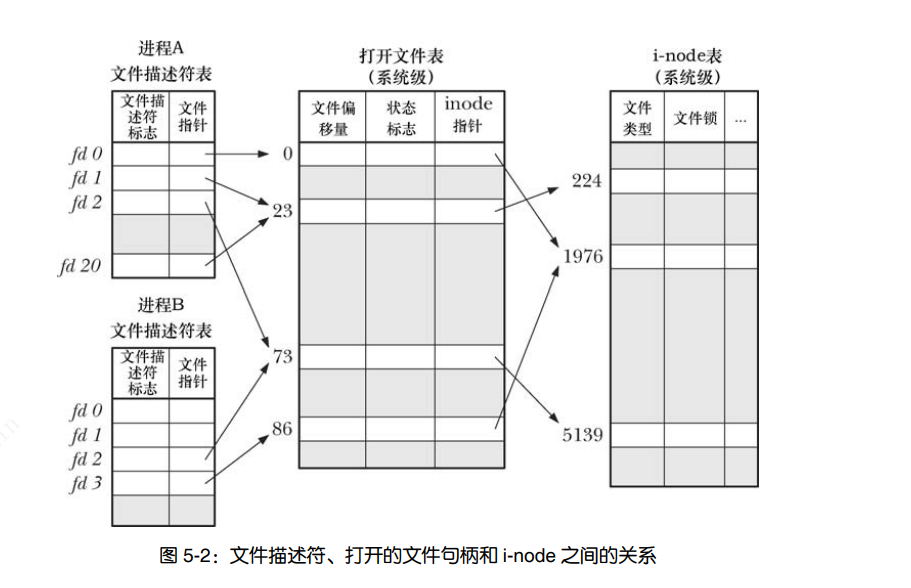 进程A
文件描述符表
文件描
述符
标志
文件
指针
fd 0
fd 1
fd 2
fd 20
进程B
文件描述符表
文件描
述符
标志
文件
指针
fd 0
fd 1
fd 2
fd 3
打开文件表
(系统级)
文件偏
移量
状态
标志
inode
指针
0
23
73
86
i-node表
(系统级)
文件
类型
文件锁
...
224
1976
5139
图 5-2：文件描述符、打开的文件句柄和 i-node 之间的关系